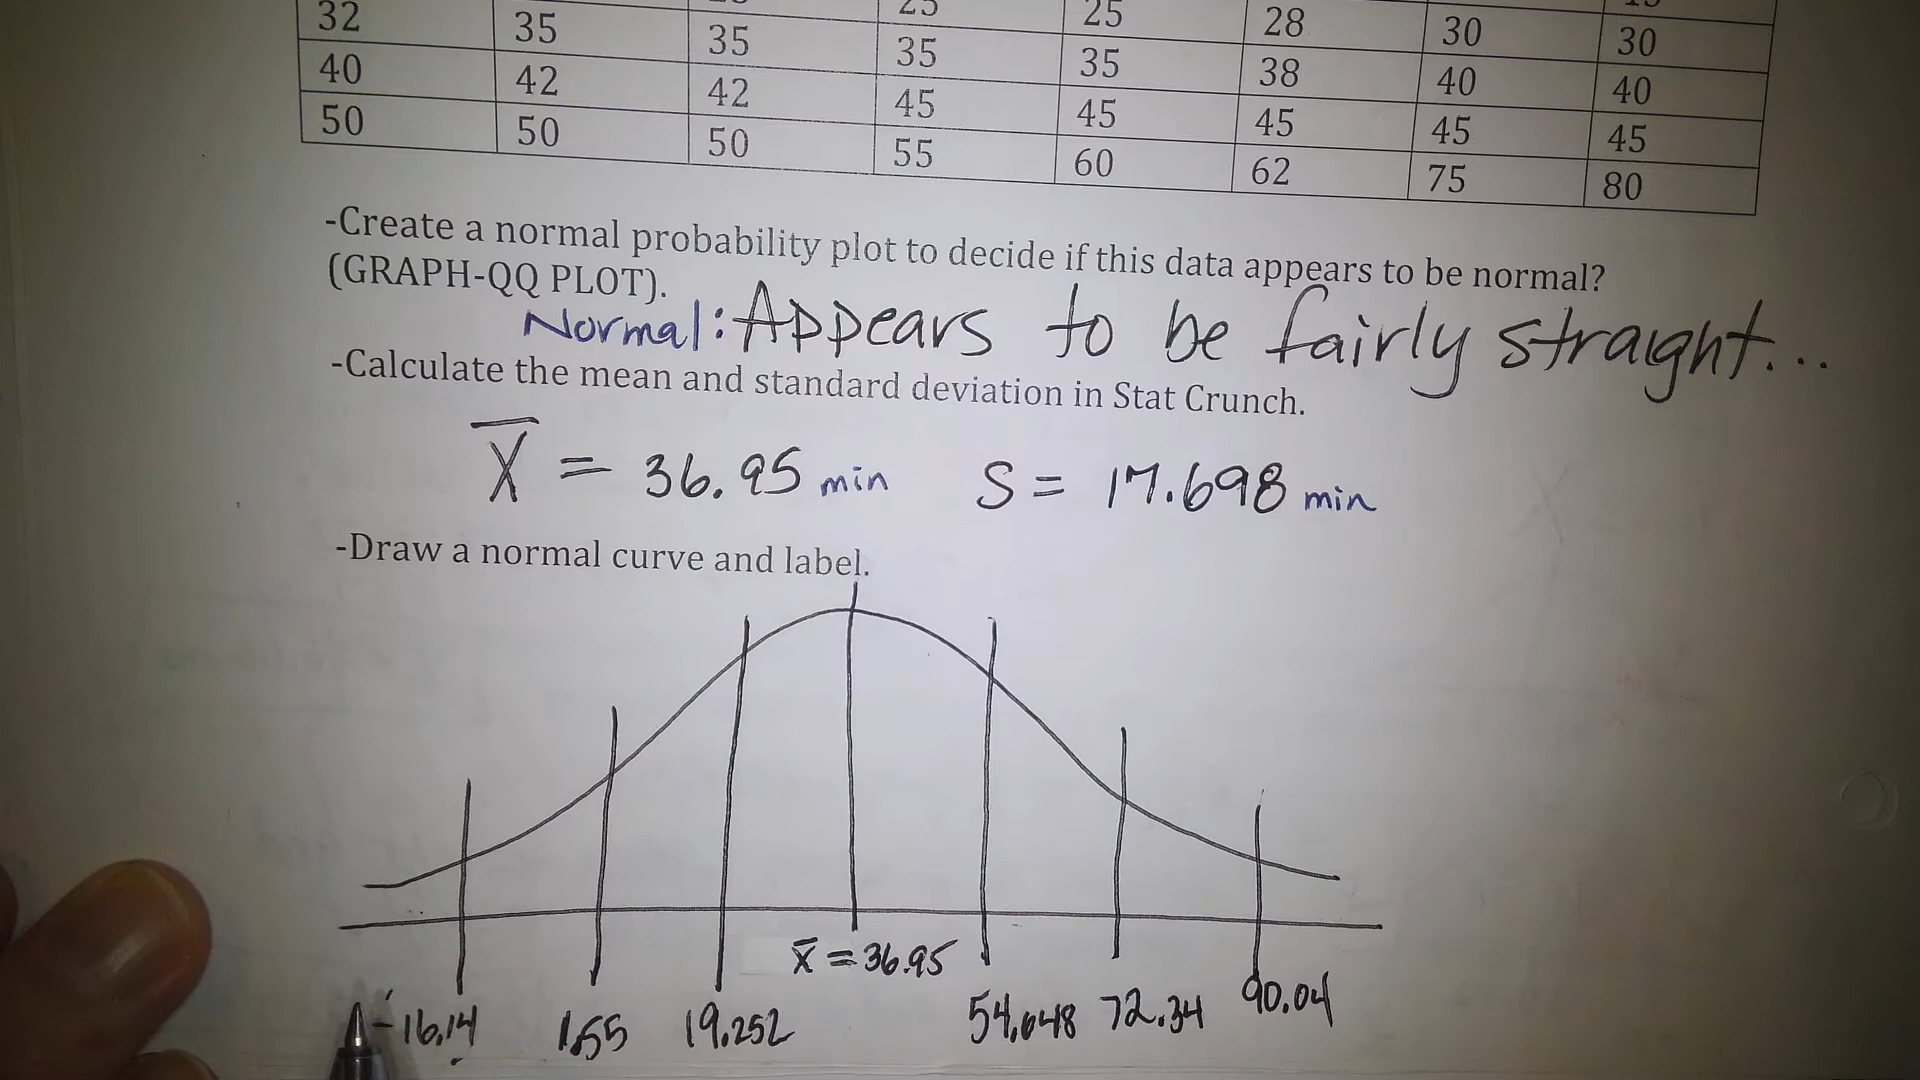 32 35 25 25 28 30 30
40 35 35 35 35 38 40 40
50 42 42 45 45 45 45 45
50 50 55 60 62 75 80
-Create a normal probability plot to decide if this data appears to be normal?
(GRAPH-QQ PLOT).
Normal: Appears to be fairly straight...
-Calculate the mean and standard deviation in Stat Crunch.
X̅ = 36.95 min S = 17.698 min
-Draw a normal curve and label.
x̅ = 36.95
-16.14 1.55 19.252 54.648 72.34 90.04